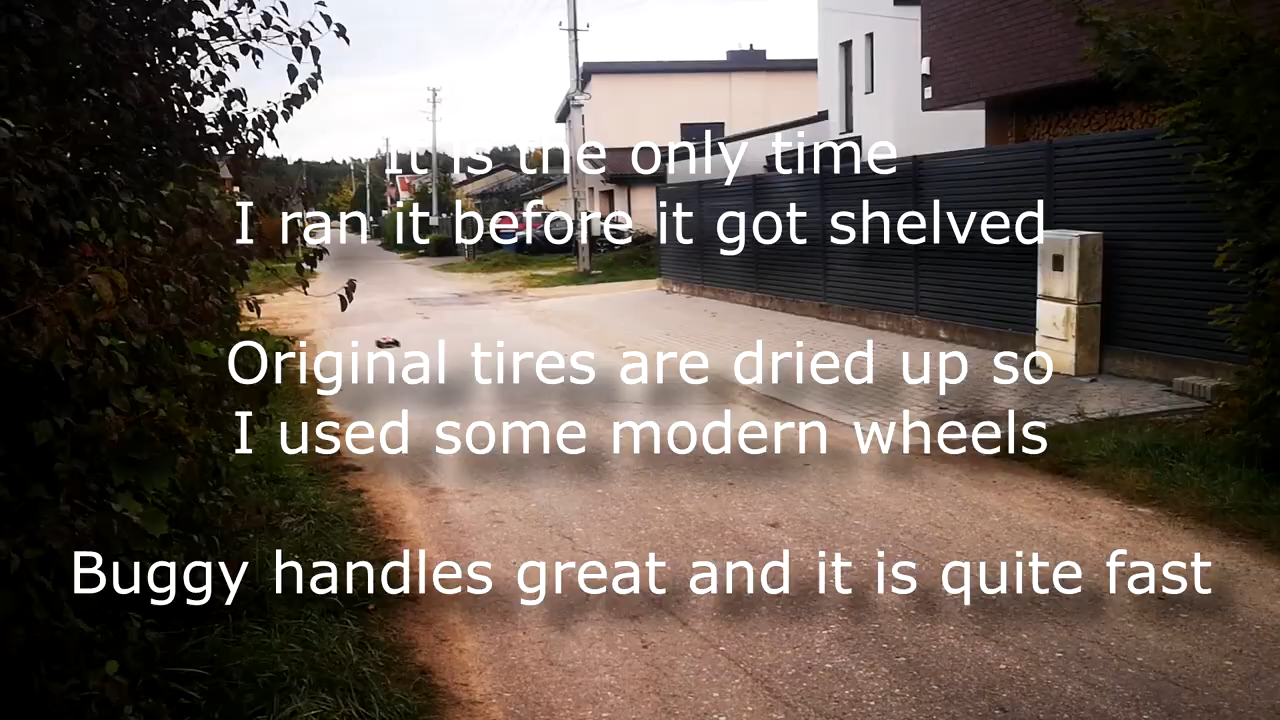 It is the only time
I ran it before it got shelved
Original tires are dried up so
I used some modern wheels
Buggy handles great and it is quite fast